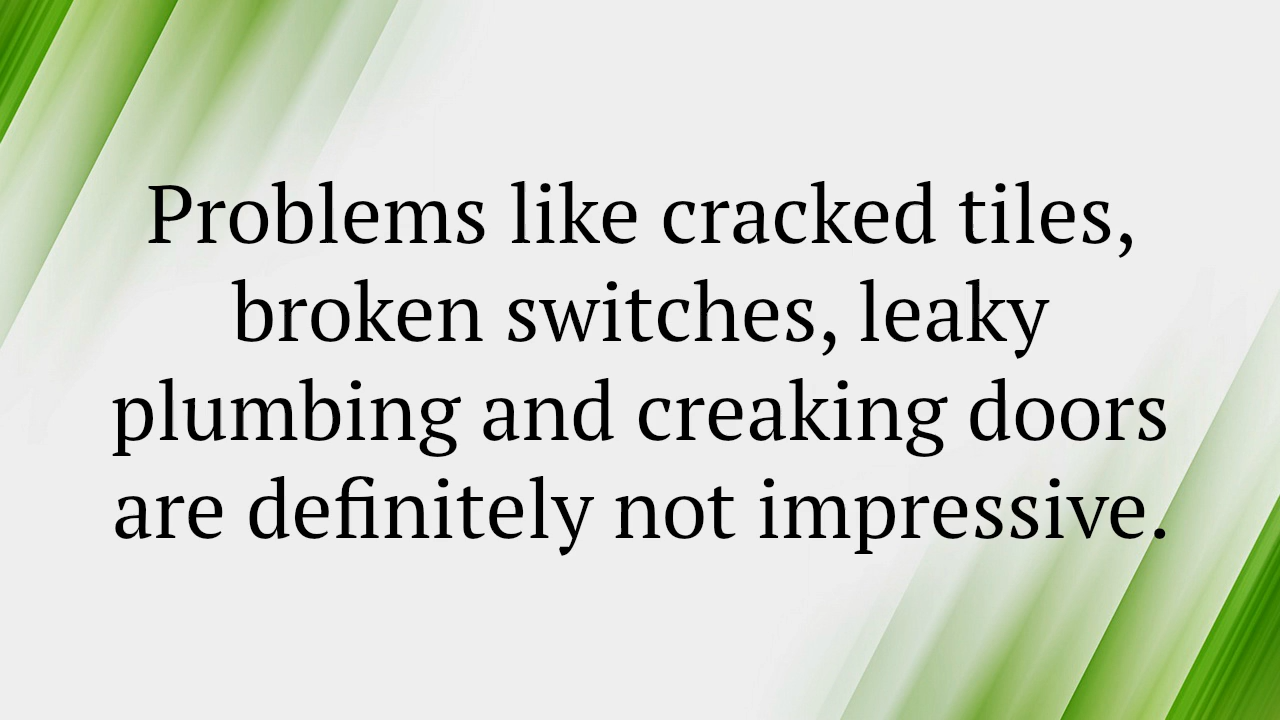 Problems like cracked tiles,
broken switches, leaky
plumbing and creaking doors
are definitely not impressive.